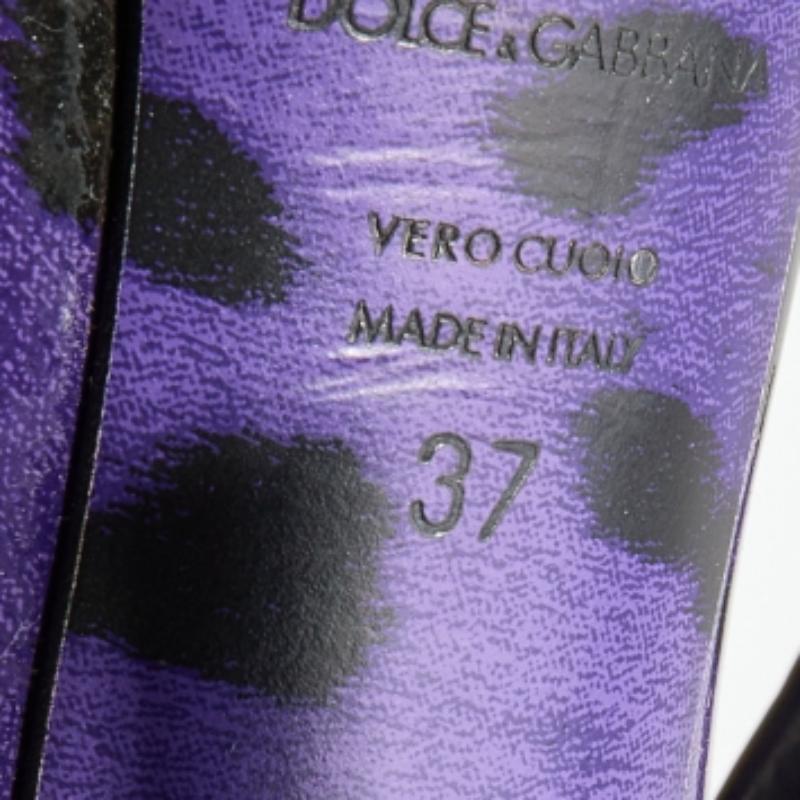 DOLCE & GABBANA
VERO CUOIO
MADE IN ITALY
37